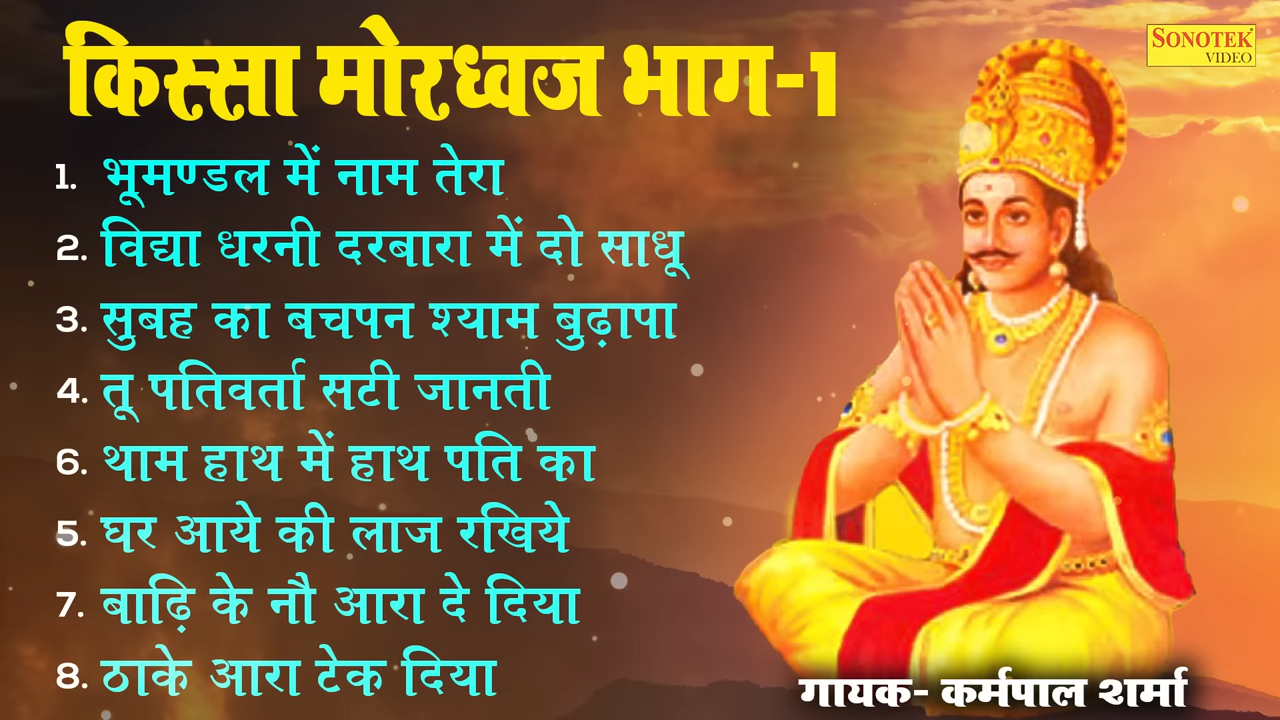 किस्सा मोरध्वज भाग-1
SONOTEK
VIDEO
1. भूमण्डल में नाम तेरा
2. विद्या धरनी दरबारा में दो साधू
3. सुबह का बचपन श्याम बुढ़ापा
4. तू पतिवर्ता सटी जानती
6. थाम हाथ में हाथ पति का
5. घर आये की लाज रखिये
7. बाढ़ि के नौ आरा दे दिया
8. ठाके आरा टेक दिया
गायक- कर्मपाल शर्मा